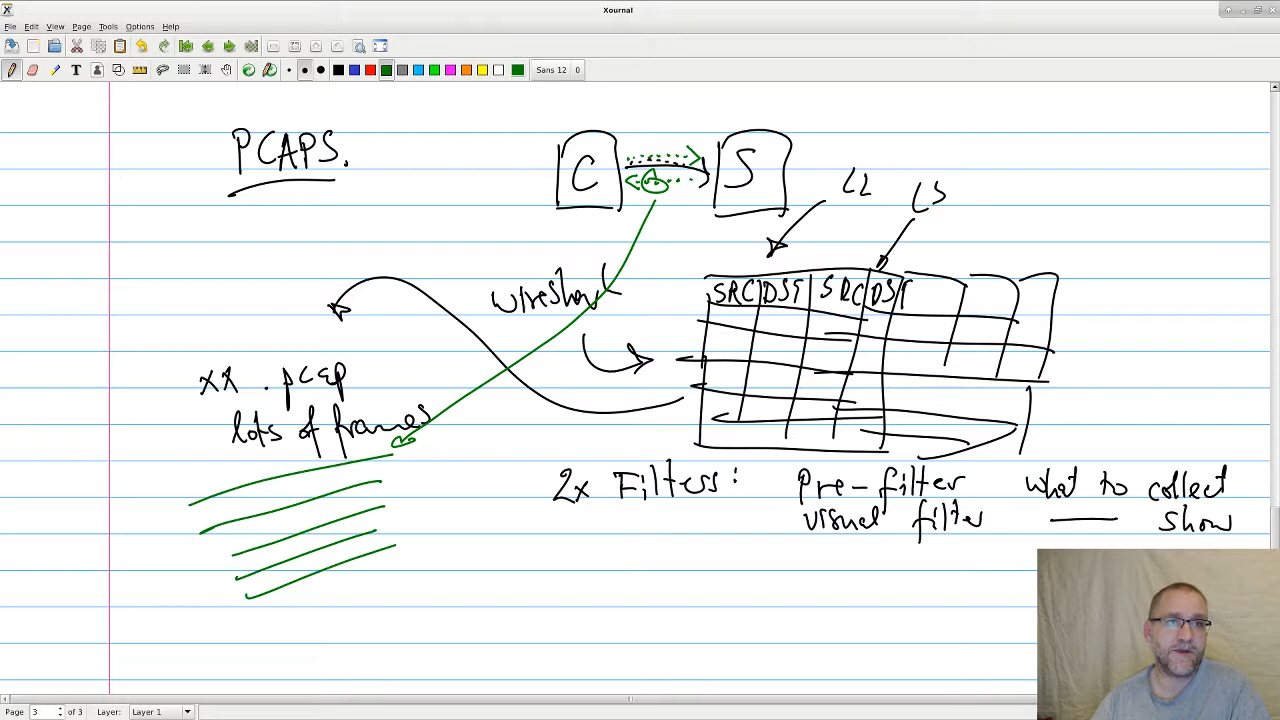 Xournal
File Edit View Page Tools Options Help
Sans 12 0
PCAPS.
C S
L2 L3
SRC DST SRC DST
wireshark
xx .pcap
lots of frames
2x Filters: Pre-filter what to collect
visual filter —— show
Page 3 of 3 Layer: Layer 1